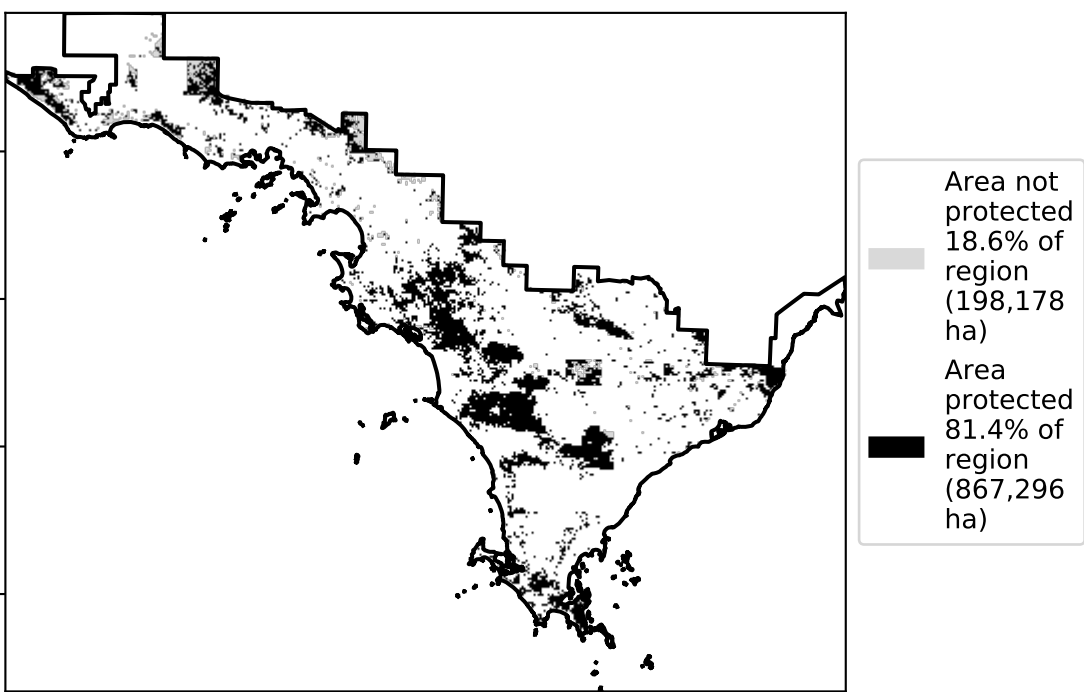 Area not
protected
18.6% of
region
(198,178
ha)
Area
protected
81.4% of
region
(867,296
ha)